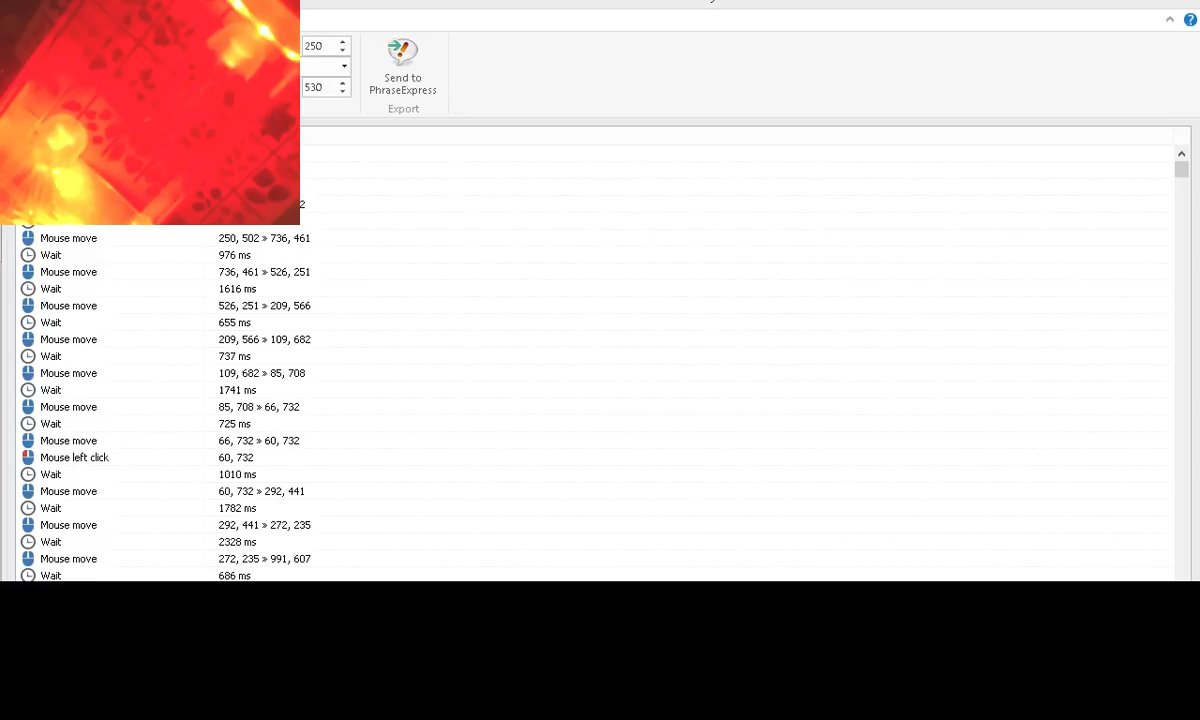 250
Send to
PhraseExpress
530
Export
2
Mouse move 250, 502 » 736, 461
Wait 976 ms
Mouse move 736, 461 » 526, 251
Wait 1616 ms
Mouse move 526, 251 » 209, 566
Wait 655 ms
Mouse move 209, 566 » 109, 682
Wait 737 ms
Mouse move 109, 682 » 85, 708
Wait 1741 ms
Mouse move 85, 708 » 66, 732
Wait 725 ms
Mouse move 66, 732 » 60, 732
Mouse left click 60, 732
Wait 1010 ms
Mouse move 60, 732 » 292, 441
Wait 1782 ms
Mouse move 292, 441 » 272, 235
Wait 2328 ms
Mouse move 272, 235 » 991, 607
Wait 686 ms